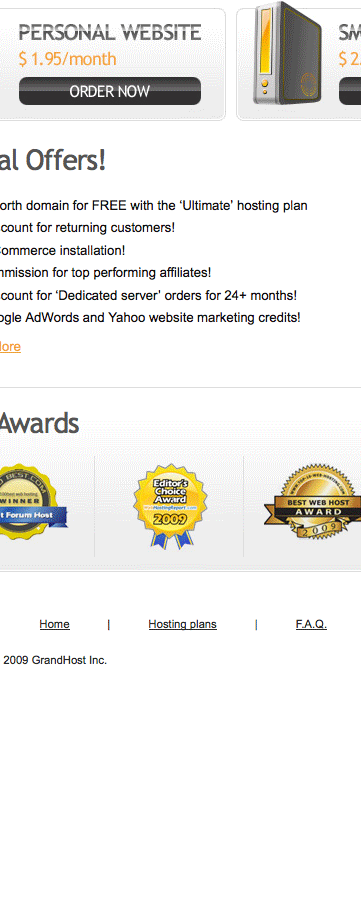 PERSONAL WEBSITE
$ 1.95/month
ORDER NOW
al Offers!
orth domain for FREE with the ‘Ultimate’ hosting plan
count for returning customers!
Commerce installation!
mmission for top performing affiliates!
count for ‘Dedicated server’ orders for 24+ months!
ogle AdWords and Yahoo website marketing credits!
More
Awards
BEST.COM
WINNER
t Forum Host
Editor's
Choice
Award
2009
BEST WEB HOST
AWARD
2009
Home | Hosting plans | F.A.Q.
2009 GrandHost Inc.